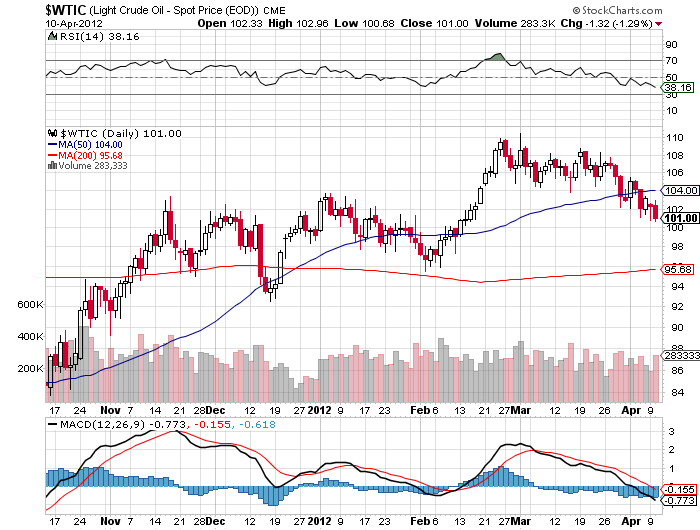 $WTIC (Light Crude Oil - Spot Price (EOD)) CME
© StockCharts.com
10-Apr-2012
Open 102.33 High 102.96 Low 100.68 Close 101.00 Volume 283.3K Chg -1.32 (-1.29%)
RSI(14) 38.16
90
70
50
38.16
30
10
$WTIC (Daily) 101.00
MA(50) 104.00
MA(200) 95.68
Volume 283,333
110
108
106
104.00
102
101.00
100
98
95.68
94
92
90
88
283333
86
84
600K
400K
200K
17 24 Nov 7 14 21 28 Dec 12 19 27 2012 9 17 23 Feb 6 13 21 27 Mar 12 19 26 Apr 9
MACD(12,26,9) -0.773, -0.155, -0.618
3
2
1
0
-0.155
-0.773
17 24 Nov 7 14 21 28 Dec 12 19 27 2012 9 17 23 Feb 6 13 21 27 Mar 12 19 26 Apr 9